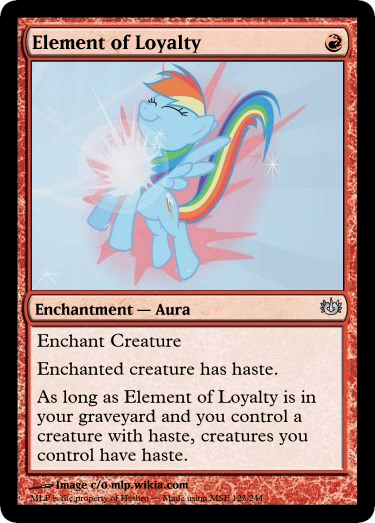 Element of Loyalty
Enchantment — Aura
Enchant Creature
Enchanted creature has haste.
As long as Element of Loyalty is in
your graveyard and you control a
creature with haste, creatures you
control have haste.
Image c/o mlp.wikia.com
MLP is the property of Hasbro — Made using MSE 123/244